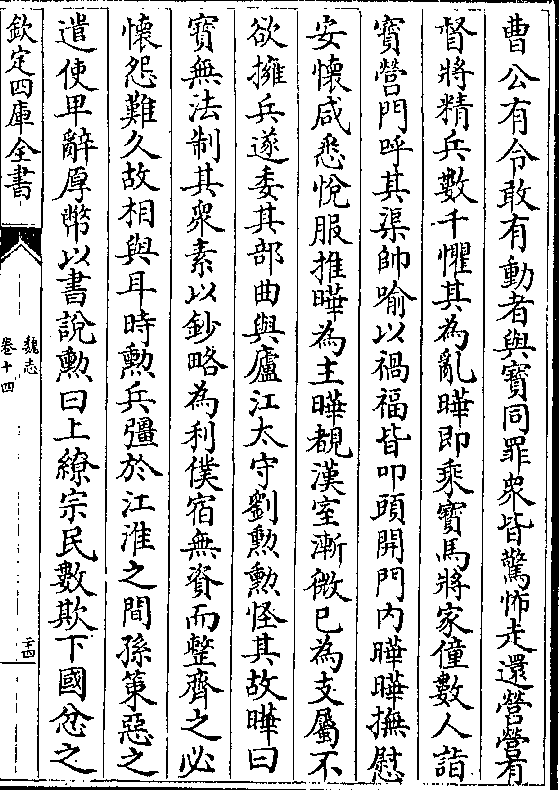 曹公有令敢有動者與寳同罪衆皆驚怖走還營營有
督將精兵數千懼其為亂曄即乘寳馬將家僮數人詣
寳營門呼其渠帥喻以禍福皆叩頭開門内曄曄撫慰
安懷咸悉悦服推曄為主曄覩漢室漸微已為支屬不
欲擁兵遂委其部曲與廬江太守劉勲勲怪其故曄曰
寳無法制其衆素以鈔略為利僕宿無資而整齊之必
懷怨難久故相與耳時勲兵彊於江淮之間孫策惡之
遣使卑辭厚幣以書説勲曰上繚宗民數欺下國忿之
欽定四庫全書
魏志
卷十四
二十四